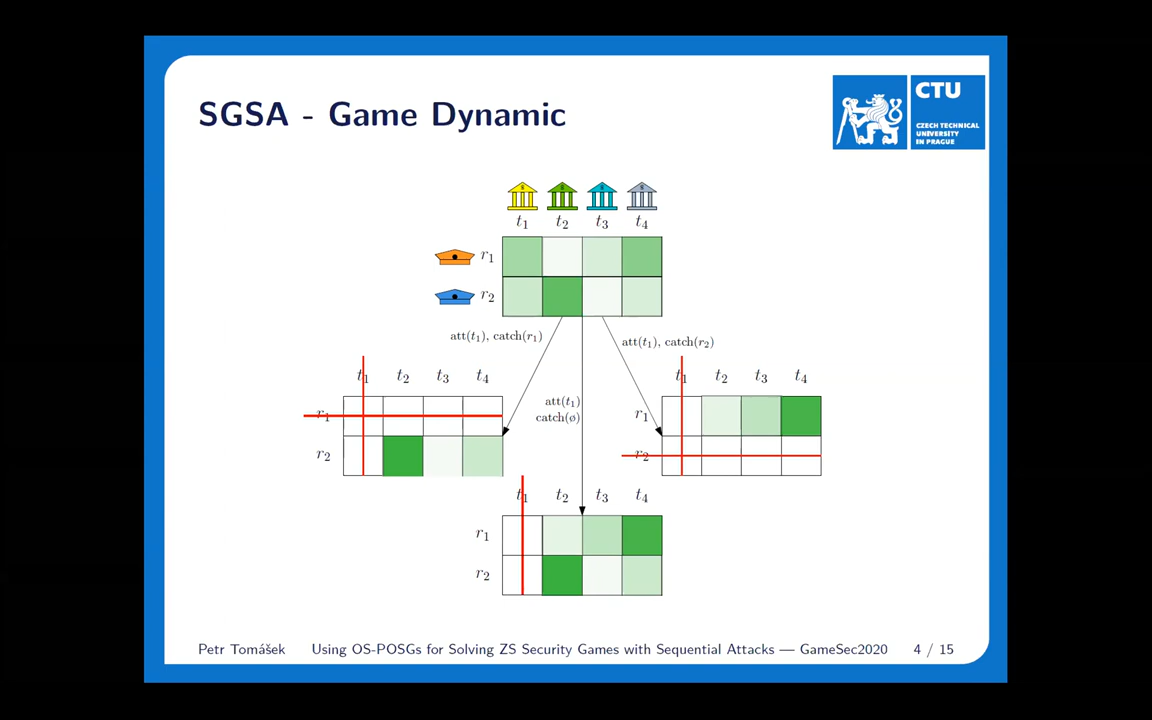 SGSA - Game Dynamic
CTU
CZECH TECHNICAL
UNIVERSITY
IN PRAGUE
t₁ t₂ t₃ t₄
r₁
r₂
att(t₁), catch(r₁)
att(t₁), catch(r₂)
t₁ t₂ t₃ t₄
t₁ t₂ t₃ t₄
att(t₁)
catch(ø)
r₁
r₁
r₂
r₂
t₁ t₂ t₃ t₄
r₁
r₂
Petr Tomášek Using OS-POSGs for Solving ZS Security Games with Sequential Attacks — GameSec2020 4 / 15